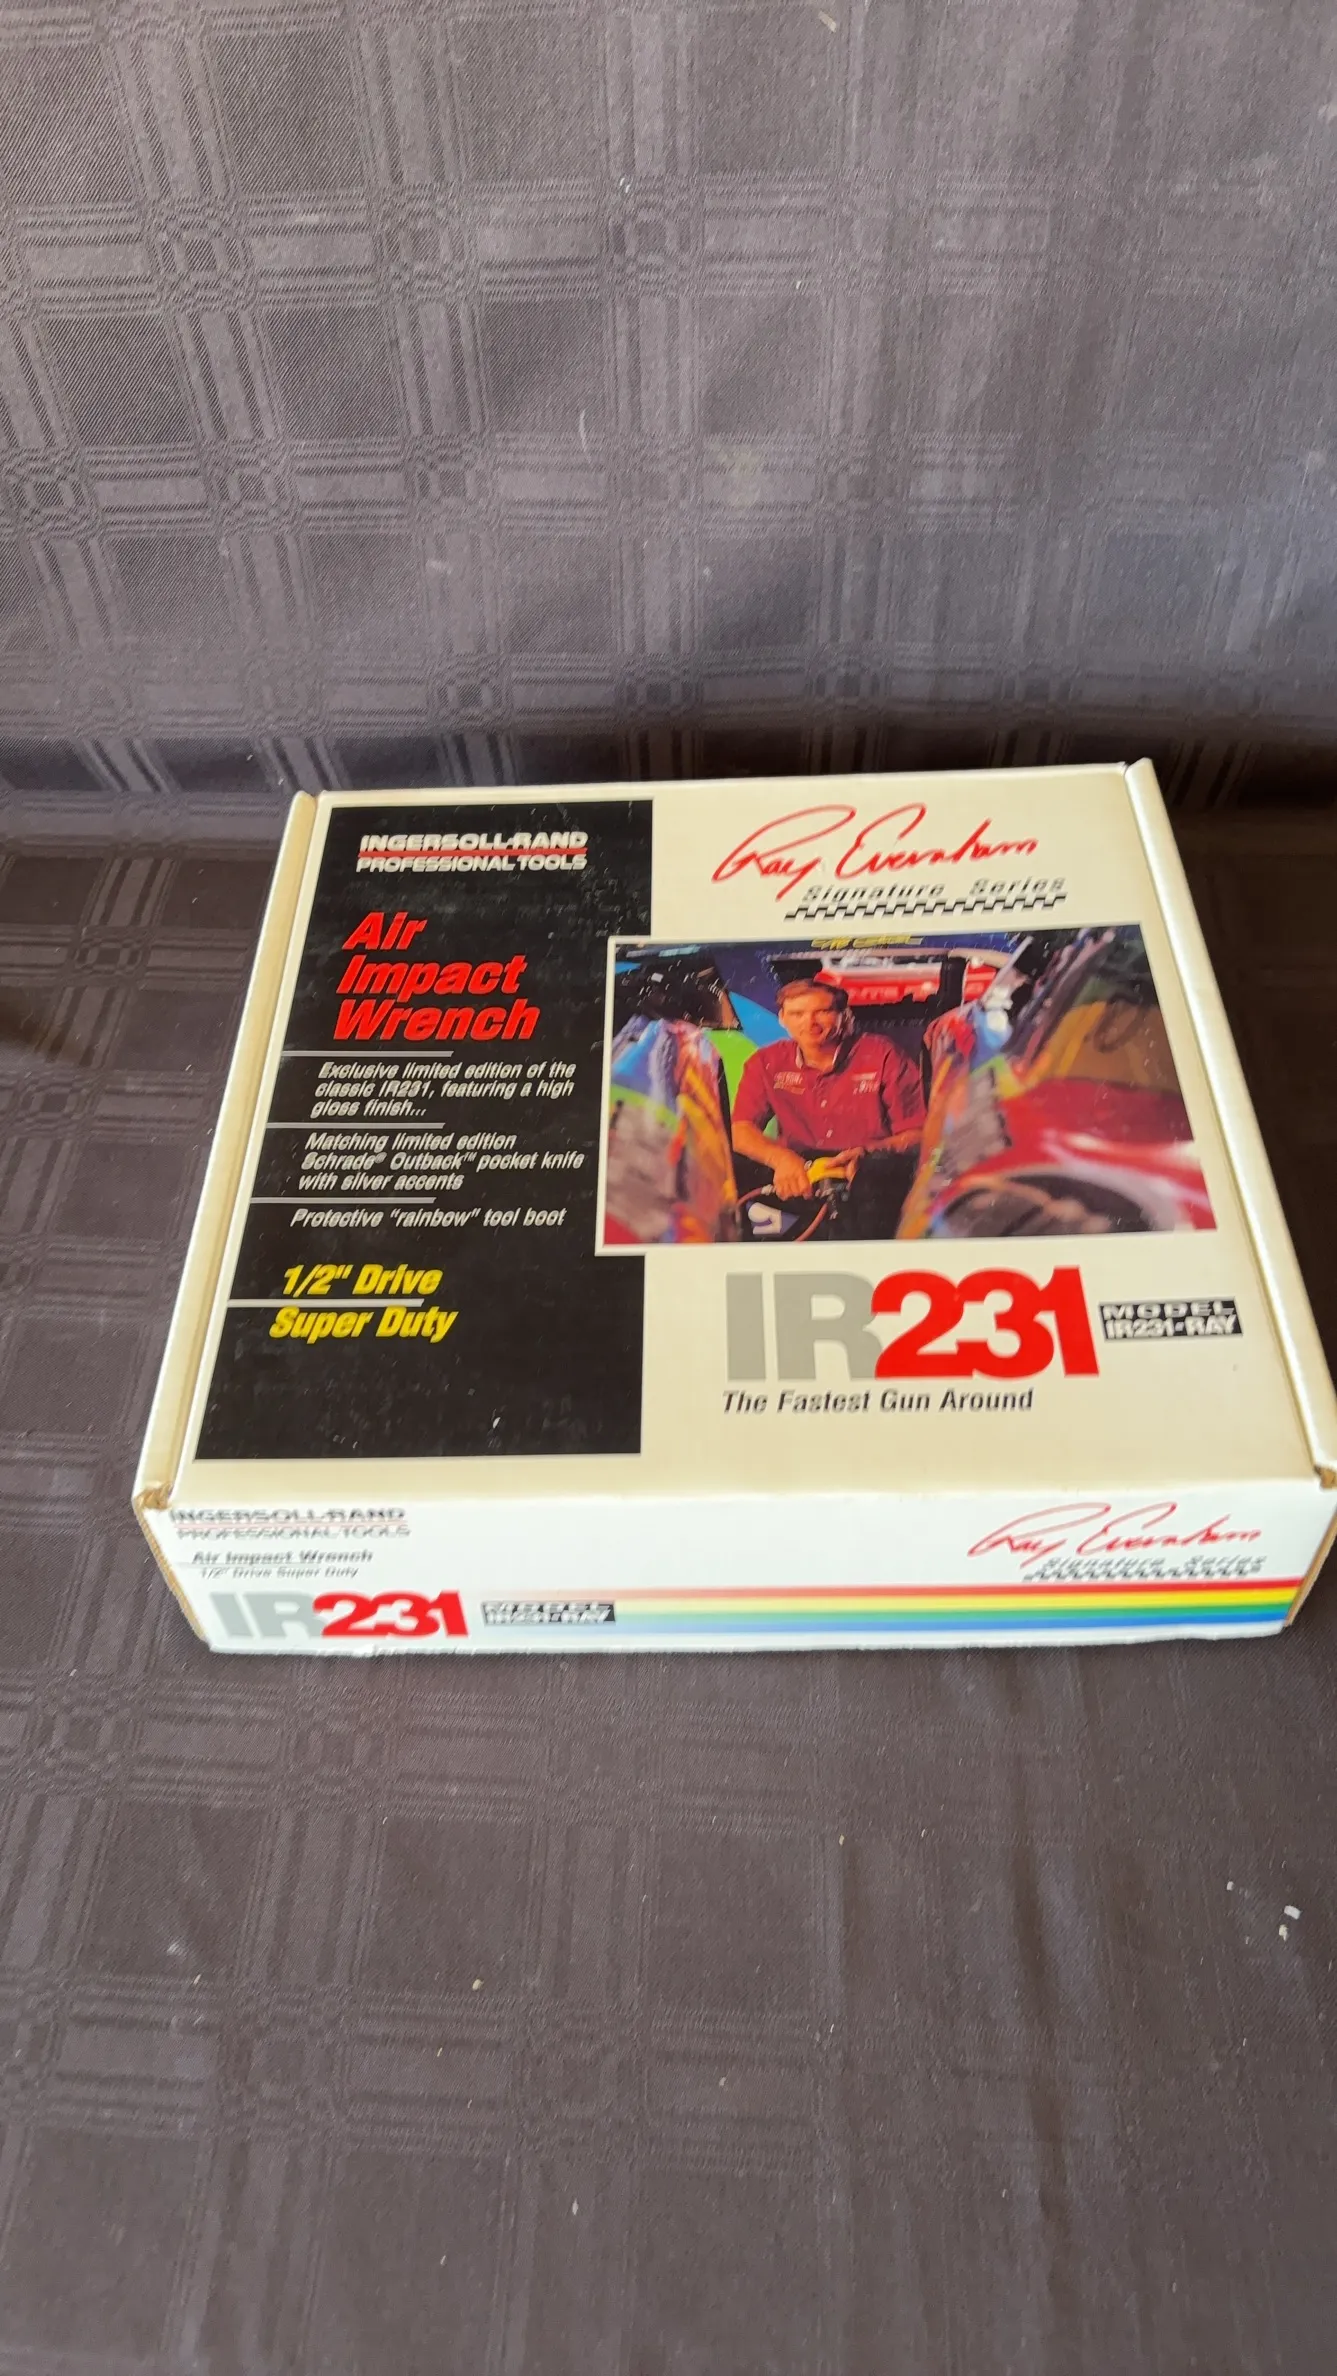 INGERSOLL-RAND
PROFESSIONAL TOOLS
Air
Impact
Wrench
Exclusive limited edition of the
classic IR231, featuring a high
gloss finish...
Matching limited edition
Schrade® Outback™ pocket knife
with silver accents
Protective "rainbow" tool boot
1/2" Drive
Super Duty
Ray Evernham
Signature Series
IR231
MODEL
IR231-RAY
The Fastest Gun Around
INGERSOLL-RAND
PROFESSIONAL TOOLS
Air Impact Wrench
1/2" Drive Super Duty
IR231
MODEL
IR231-RAY
Ray Evernham
Signature Series